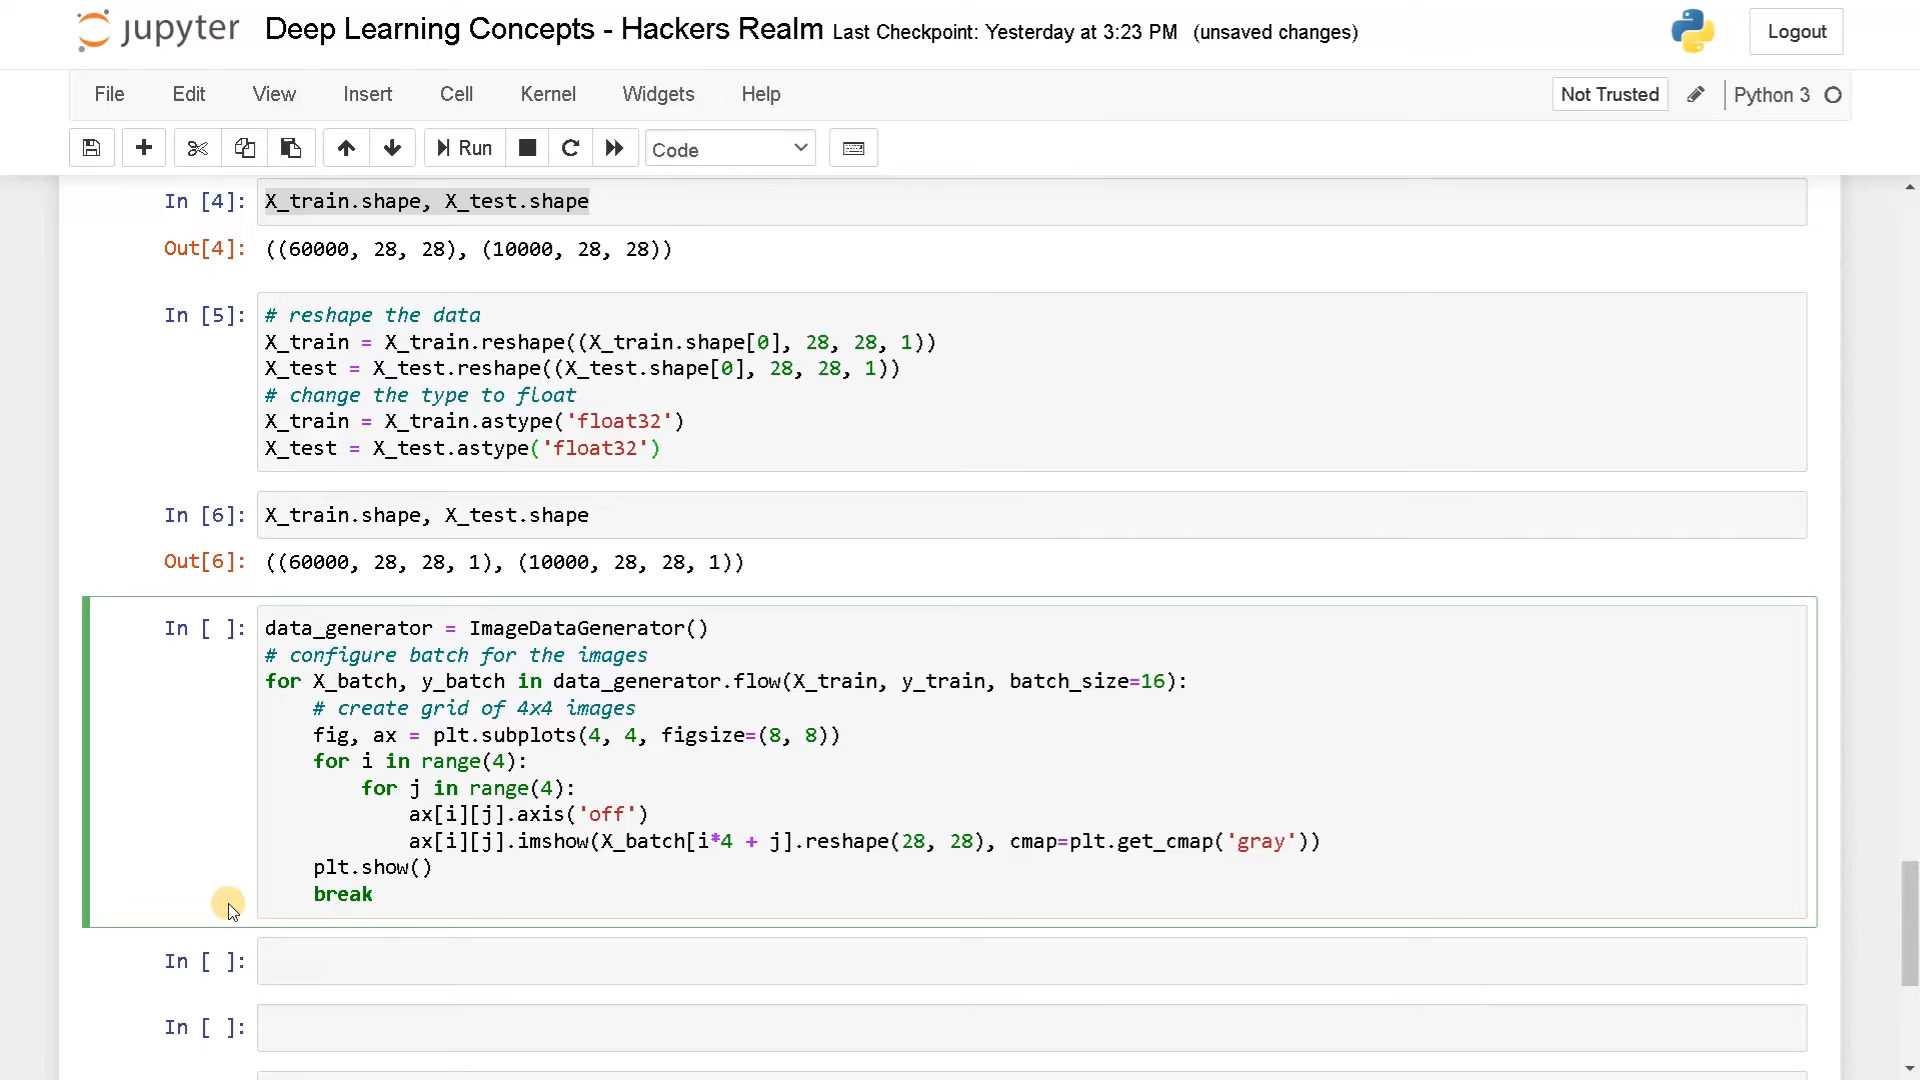 jupyter Deep Learning Concepts - Hackers Realm Last Checkpoint: Yesterday at 3:23 PM (unsaved changes) Logout
File Edit View Insert Cell Kernel Widgets Help Not Trusted Python 3
Run Code
In [4]: X_train.shape, X_test.shape
Out[4]: ((60000, 28, 28), (10000, 28, 28))
In [5]: # reshape the data
X_train = X_train.reshape((X_train.shape[0], 28, 28, 1))
X_test = X_test.reshape((X_test.shape[0], 28, 28, 1))
# change the type to float
X_train = X_train.astype('float32')
X_test = X_test.astype('float32')
In [6]: X_train.shape, X_test.shape
Out[6]: ((60000, 28, 28, 1), (10000, 28, 28, 1))
In [ ]: data_generator = ImageDataGenerator()
# configure batch for the images
for X_batch, y_batch in data_generator.flow(X_train, y_train, batch_size=16):
    # create grid of 4x4 images
    fig, ax = plt.subplots(4, 4, figsize=(8, 8))
    for i in range(4):
        for j in range(4):
            ax[i][j].axis('off')
            ax[i][j].imshow(X_batch[i*4 + j].reshape(28, 28), cmap=plt.get_cmap('gray'))
    plt.show()
    break
In [ ]:
In [ ]: